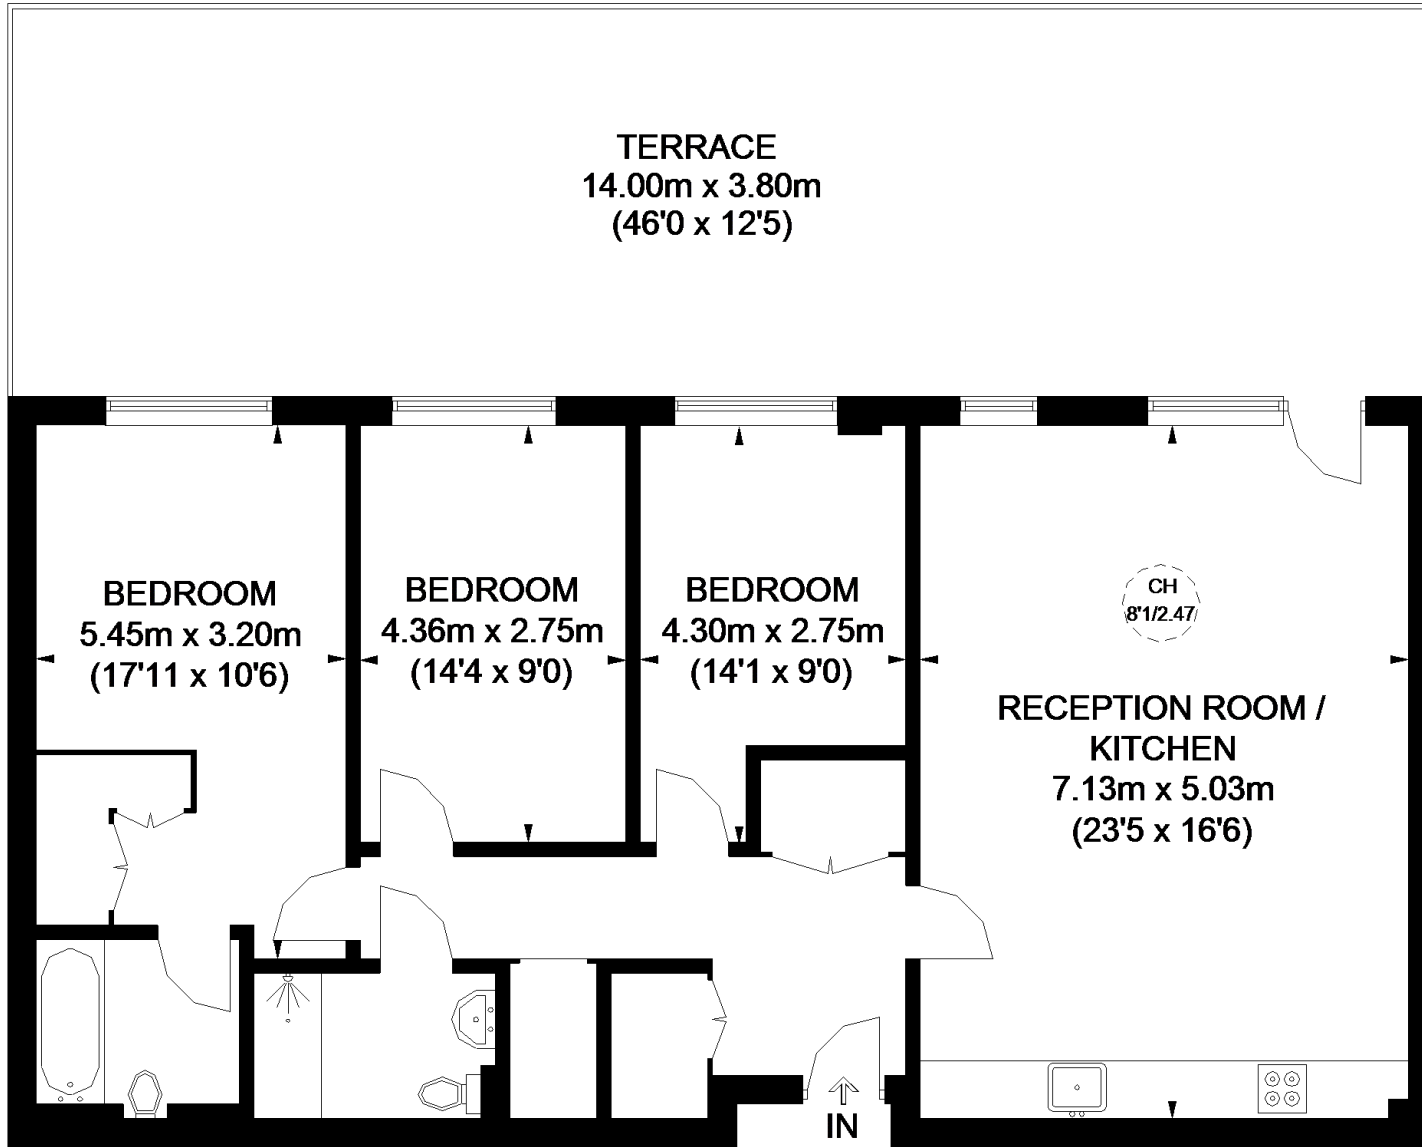 TERRACE
14.00m x 3.80m
(46'0 x 12'5)
BEDROOM
5.45m x 3.20m
(17'11 x 10'6)
BEDROOM
4.36m x 2.75m
(14'4 x 9'0)
BEDROOM
4.30m x 2.75m
(14'1 x 9'0)
CH
8'1/2.47
RECEPTION ROOM /
KITCHEN
7.13m x 5.03m
(23'5 x 16'6)
IN